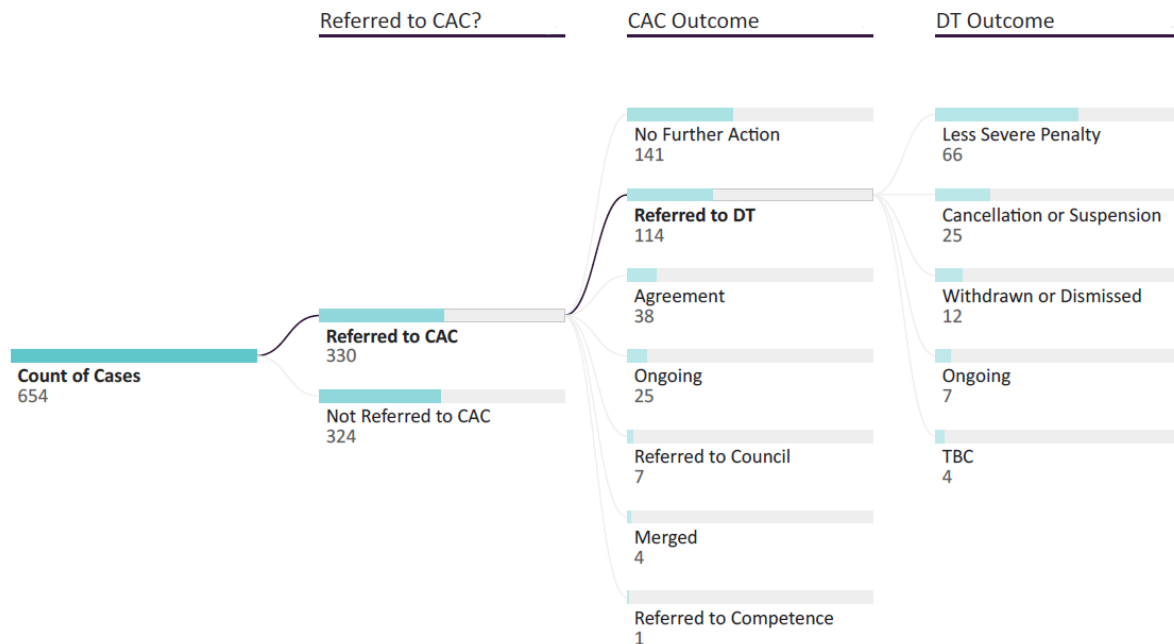 Referred to CAC?
CAC Outcome
DT Outcome
Count of Cases
654
Referred to CAC
330
Not Referred to CAC
324
No Further Action
141
Referred to DT
114
Agreement
38
Ongoing
25
Referred to Council
7
Merged
4
Referred to Competence
1
Less Severe Penalty
66
Cancellation or Suspension
25
Withdrawn or Dismissed
12
Ongoing
7
TBC
4